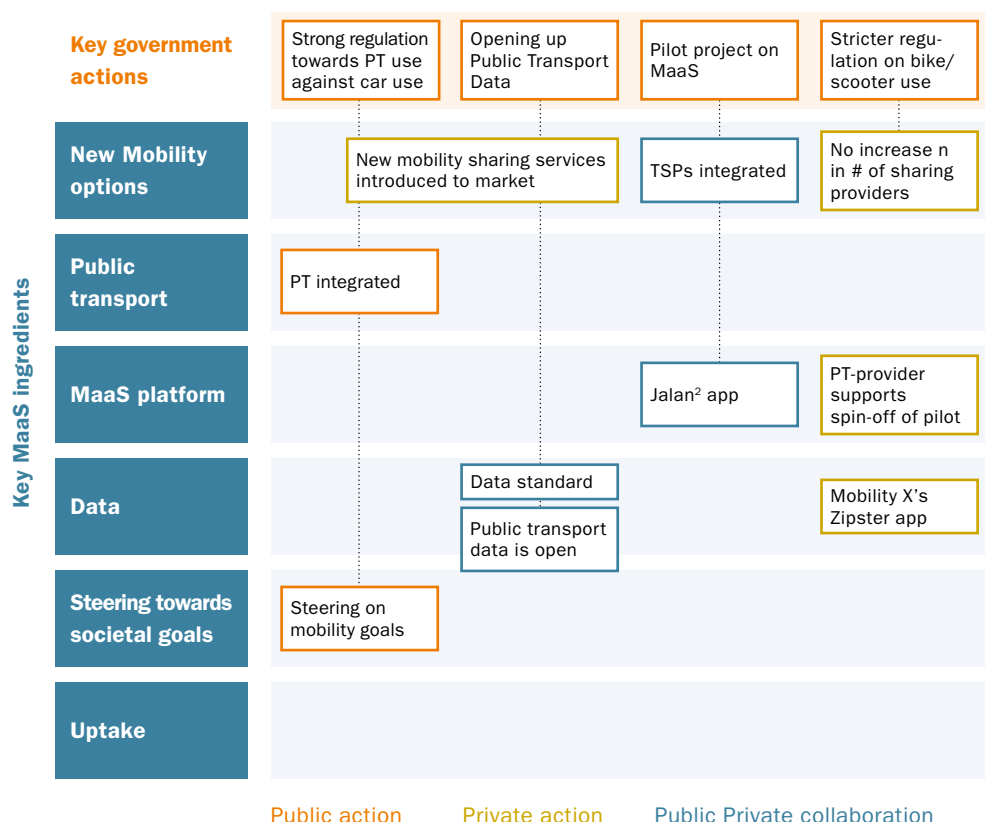 Key government
actions
Strong regulation
towards PT use
against car use
Opening up
Public Transport
Data
Pilot project on
MaaS
Stricter regu-
lation on bike/
scooter use
Key MaaS ingredients
New Mobility
options
New mobility sharing services
introduced to market
TSPs integrated
No increase n
in # of sharing
providers
Public
transport
PT integrated
MaaS platform
Jalan² app
PT-provider
supports
spin-off of pilot
Data
Data standard
Public transport
data is open
Mobility X’s
Zipster app
Steering towards
societal goals
Steering on
mobility goals
Uptake
Public action
Private action
Public Private collaboration